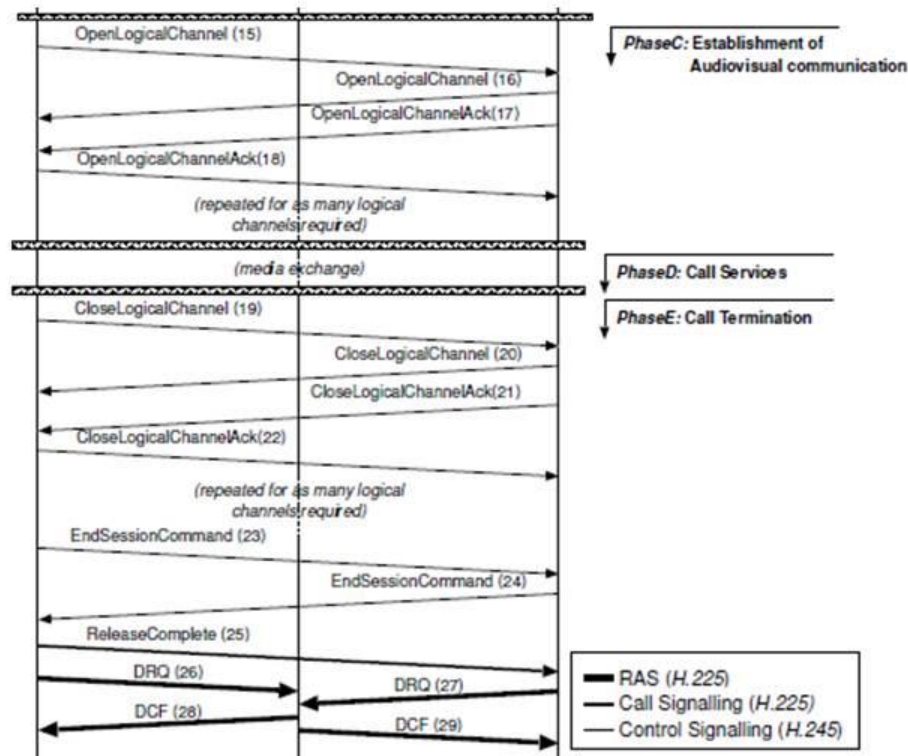 OpenLogicalChannel (15)
PhaseC: Establishment of
Audiovisual communication
OpenLogicalChannel (16)
OpenLogicalChannelAck(17)
OpenLogicalChannelAck(18)
(repeated for as many logical
channels required)
(media exchange)
PhaseD: Call Services
CloseLogicalChannel (19)
PhaseE: Call Termination
CloseLogicalChannel (20)
CloseLogicalChannelAck(21)
CloseLogicalChannelAck(22)
(repeated for as many logical
channels required)
EndSessionCommand (23)
EndSessionCommand (24)
ReleaseComplete (25)
DRQ (26)
DRQ (27)
DCF (28)
DCF (29)
RAS (H.225)
Call Signalling (H.225)
Control Signalling (H.245)